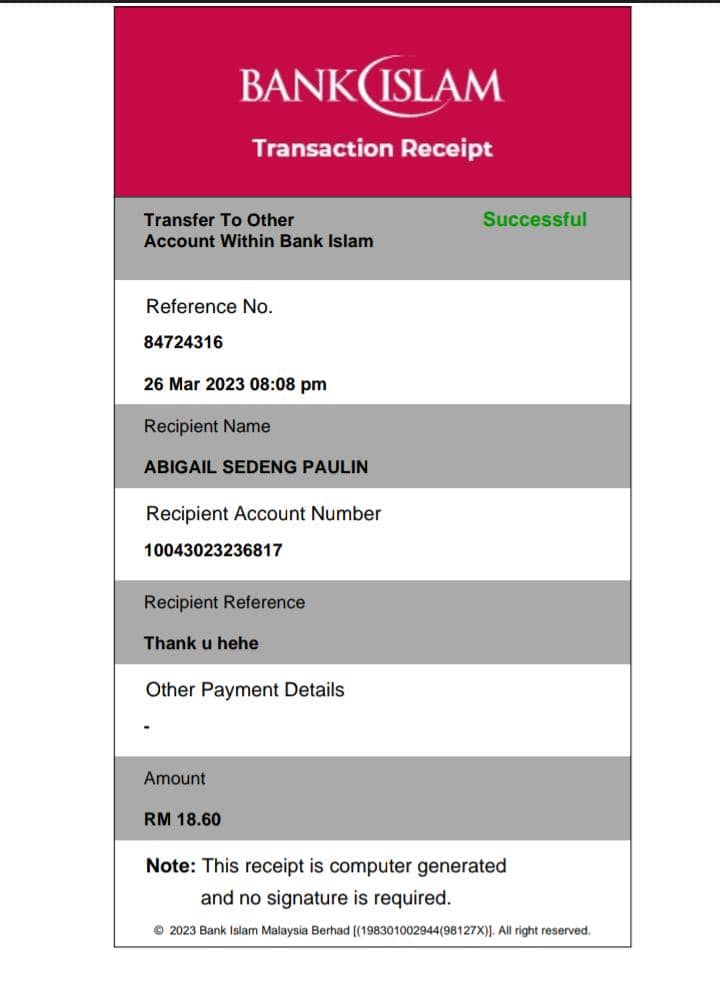 BANK ISLAM
Transaction Receipt
Transfer To Other
Successful
Account Within Bank Islam
Reference No.
84724316
26 Mar 2023 08:08 pm
Recipient Name
ABIGAIL SEDENG PAULIN
Recipient Account Number
10043023236817
Recipient Reference
Thank u hehe
Other Payment Details
-
Amount
RM 18.60
Note: This receipt is computer generated
and no signature is required.
© 2023 Bank Islam Malaysia Berhad [(198301002944(98127X)]. All right reserved.